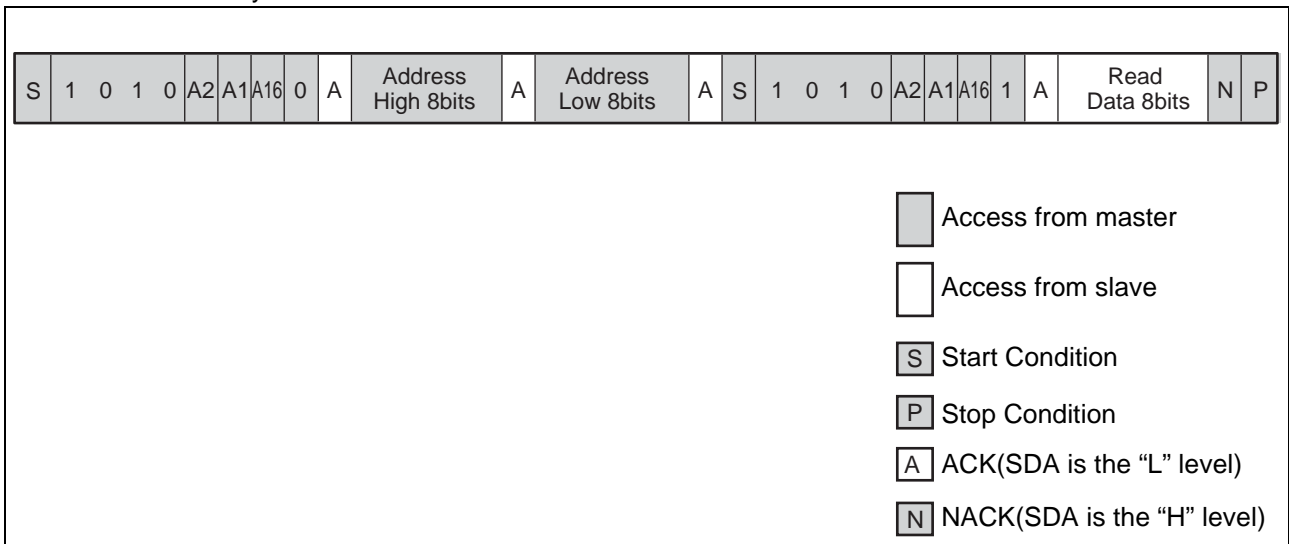 S 1 0 1 0 A2 A1 A16 0 A Address High 8bits A Address Low 8bits A S 1 0 1 0 A2 A1 A16 1 A Read Data 8bits N P
Access from master
Access from slave
S Start Condition
P Stop Condition
A ACK(SDA is the “L” level)
N NACK(SDA is the “H” level)